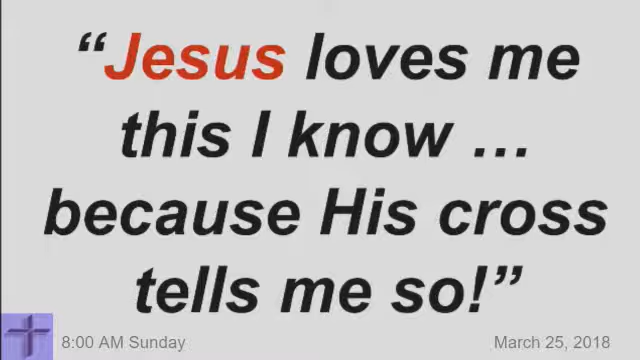 “Jesus loves me
this I know …
because His cross
tells me so!”
8:00 AM Sunday
March 25, 2018